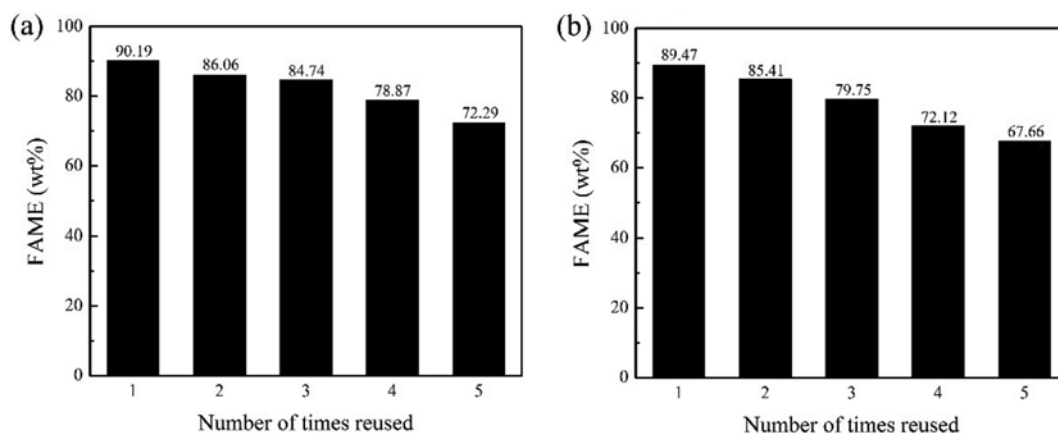 (a)
100
80
60
40
20
0
FAME (wt%)
90.19
86.06
84.74
78.87
72.29
1 2 3 4 5
Number of times reused
(b)
100
80
60
40
20
0
FAME (wt%)
89.47
85.41
79.75
72.12
67.66
1 2 3 4 5
Number of times reused